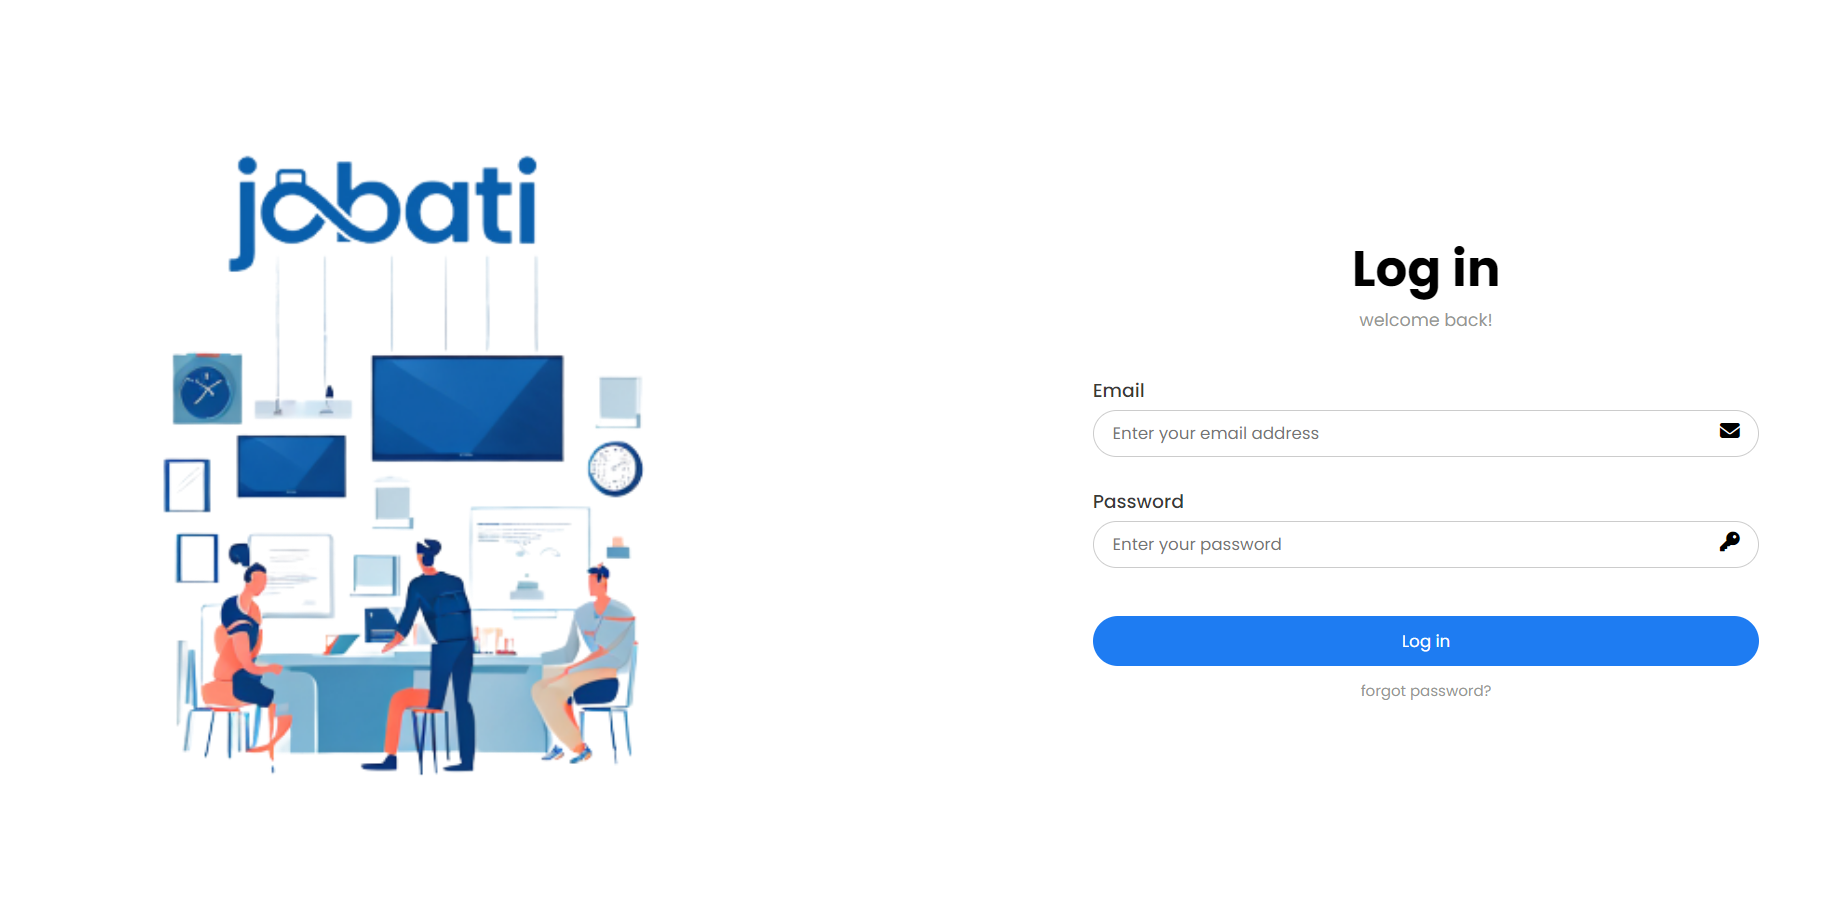 jobati
Log in
welcome back!
Email
Enter your email address
Password
Enter your password
Log in
forgot password?